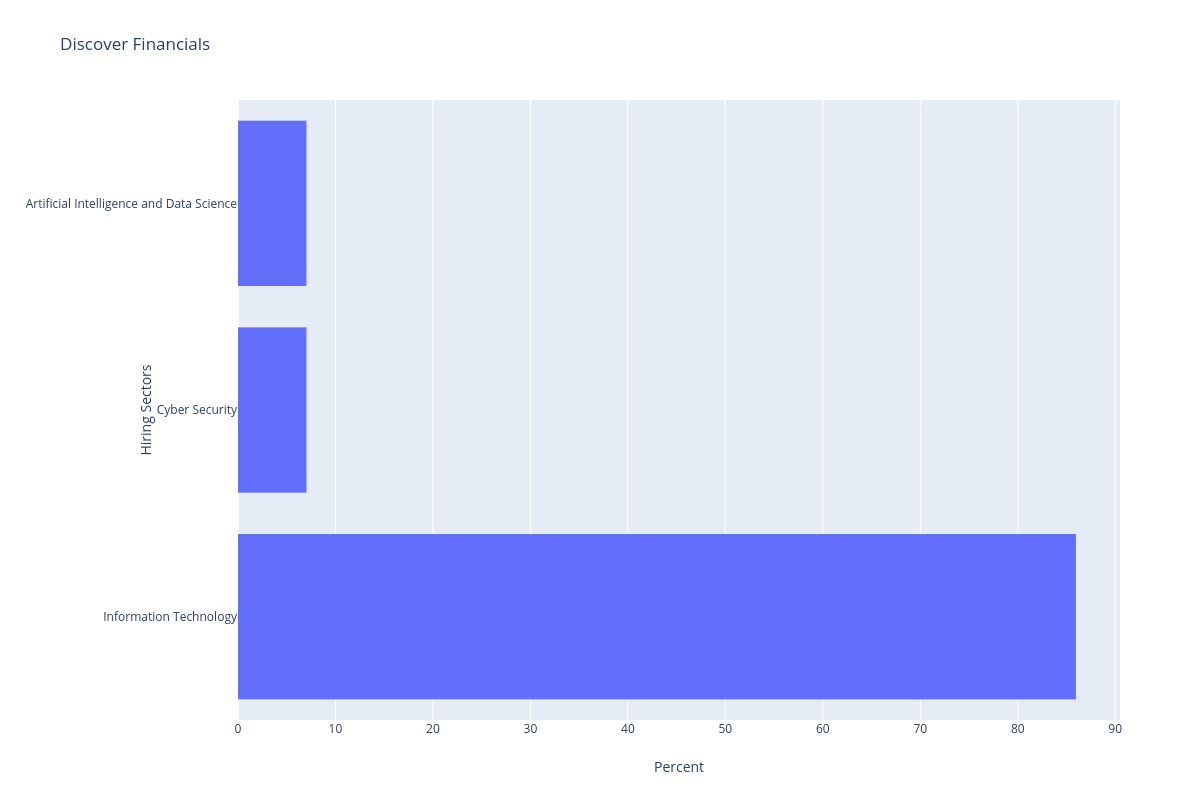 Discover Financials
Artificial Intelligence and Data Science
Cyber Security
Information Technology
Hiring Sectors
0 10 20 30 40 50 60 70 80 90
Percent